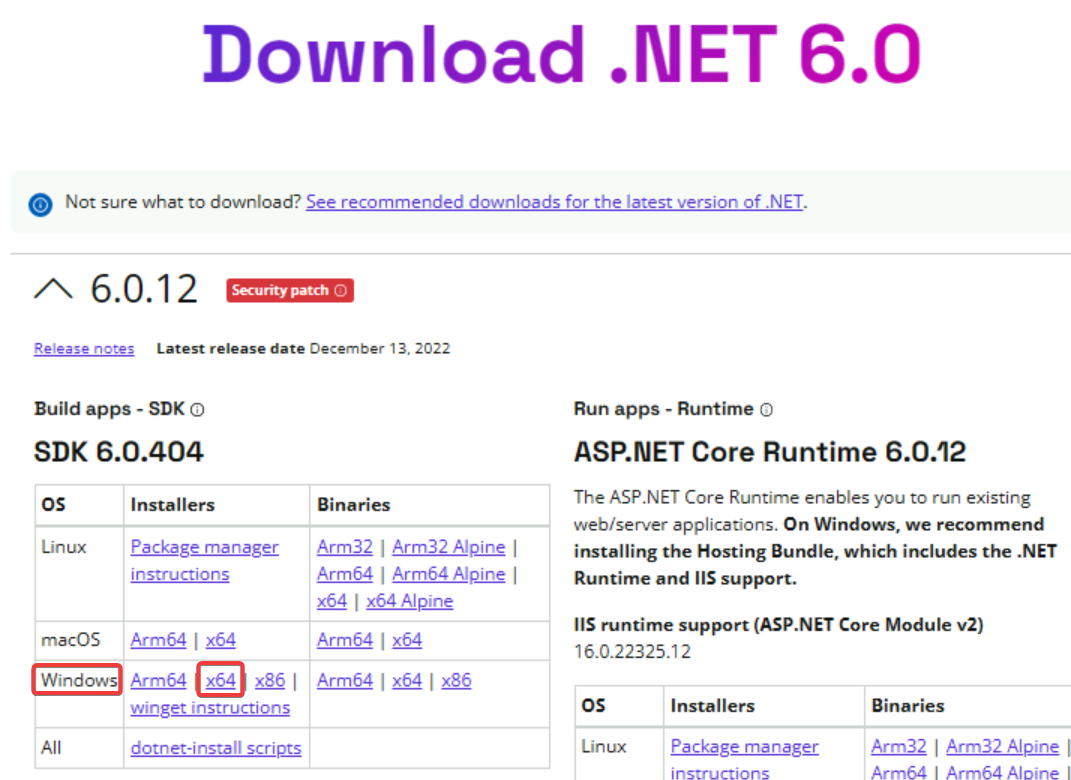 Download .NET 6.0
Not sure what to download? See recommended downloads for the latest version of .NET.
6.0.12 Security patch
Release notes Latest release date December 13, 2022
Build apps - SDK
SDK 6.0.404
OS Installers Binaries
Linux Package manager instructions Arm32 | Arm32 Alpine |
Arm64 | Arm64 Alpine |
x64 | x64 Alpine
macOS Arm64 | x64 Arm64 | x64
Windows Arm64 | x64 | x86 | Arm64 | x64 | x86
winget instructions
All dotnet-install scripts
Run apps - Runtime
ASP.NET Core Runtime 6.0.12
The ASP.NET Core Runtime enables you to run existing
web/server applications. On Windows, we recommend
installing the Hosting Bundle, which includes the .NET
Runtime and IIS support.
IIS runtime support (ASP.NET Core Module v2)
16.0.22325.12
OS Installers Binaries
Linux Package manager Arm32 | Arm32 Alpine |
instructions Arm64 | Arm64 Alpine |